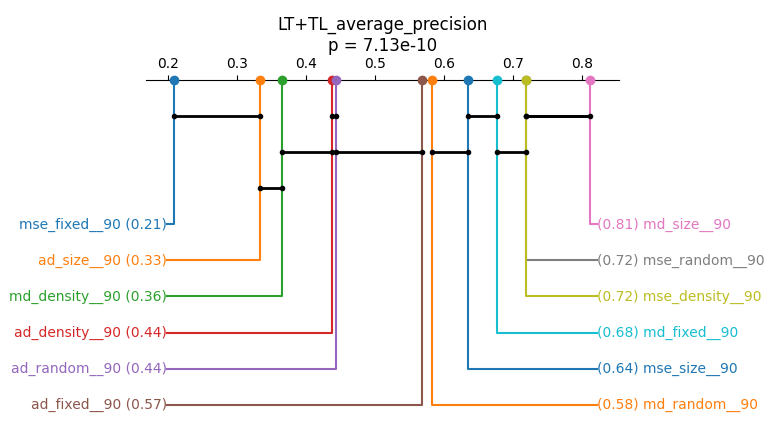 LT+TL_average_precision
p = 7.13e-10
0.2 0.3 0.4 0.5 0.6 0.7 0.8
mse_fixed__90 (0.21) (0.81) md_size__90
ad_size__90 (0.33) (0.72) mse_random__90
md_density__90 (0.36) (0.72) mse_density__90
ad_density__90 (0.44) (0.68) md_fixed__90
ad_random__90 (0.44) (0.64) mse_size__90
ad_fixed__90 (0.57) (0.58) md_random__90